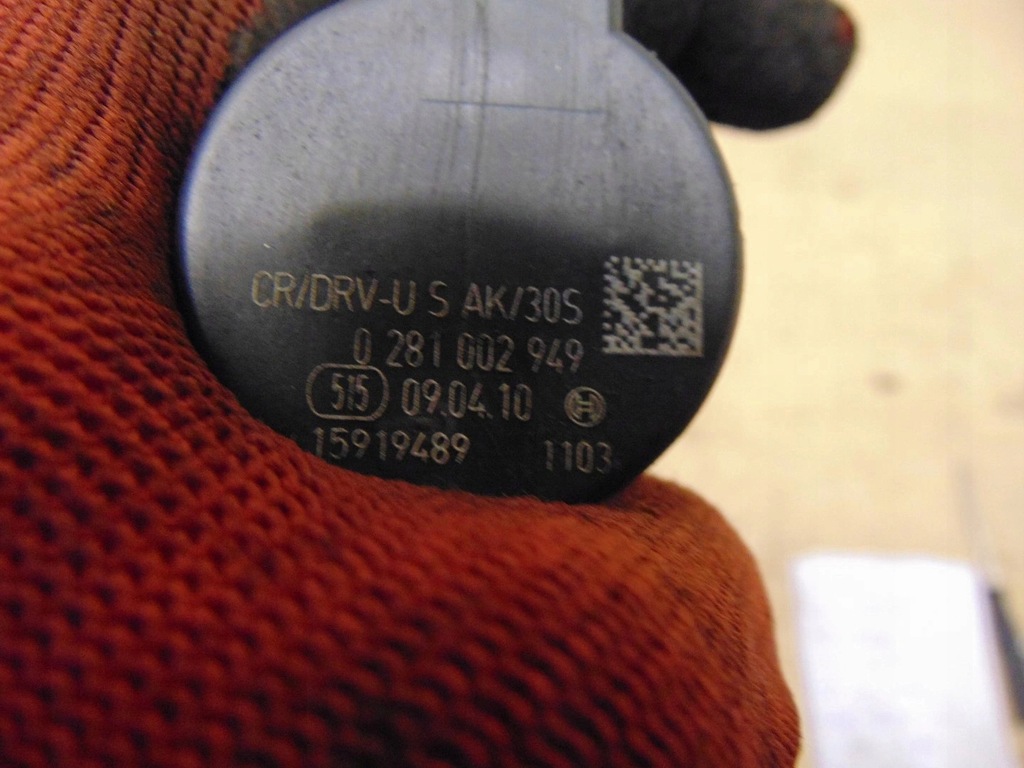 CR/DRV-U S AK/30S
0 281 002 949
515 09.04.10
15919489 1103